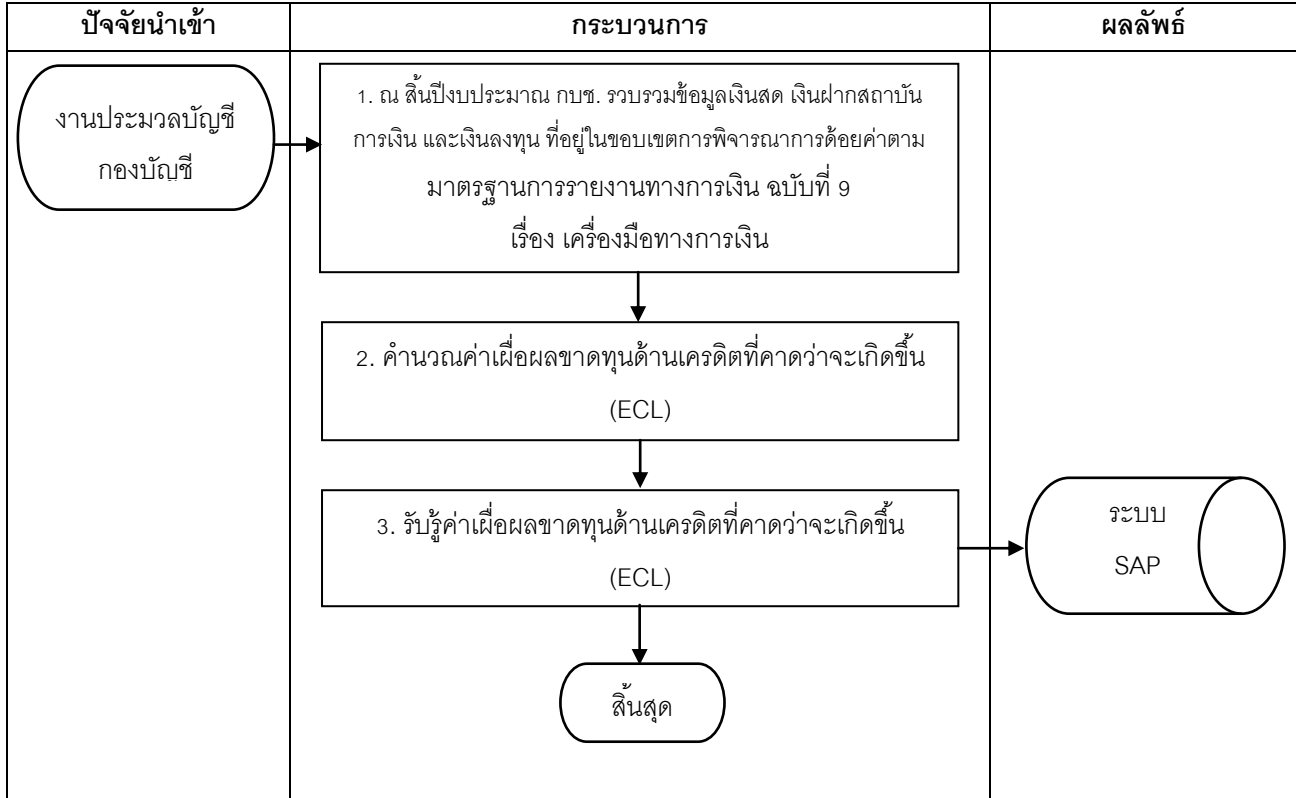 ปัจจัยนำเข้า
กระบวนการ
ผลลัพธ์
งานประมวลบัญชี
กองบัญชี
1. ณ สิ้นปีงบประมาณ กบช. รวบรวมข้อมูลเงินสด เงินฝากสถาบัน
การเงิน และเงินลงทุน ที่อยู่ในขอบเขตการพิจารณาการด้อยค่าตาม
มาตรฐานการรายงานทางการเงิน ฉบับที่ 9
เรื่อง เครื่องมือทางการเงิน
2. คำนวณค่าเผื่อผลขาดทุนด้านเครดิตที่คาดว่าจะเกิดขึ้น
(ECL)
3. รับรู้ค่าเผื่อผลขาดทุนด้านเครดิตที่คาดว่าจะเกิดขึ้น
(ECL)
ระบบ
SAP
สิ้นสุด